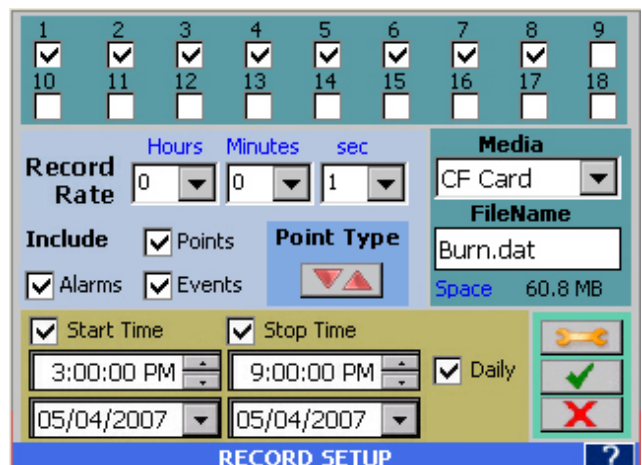 1 2 3 4 5 6 7 8 9
10 11 12 13 14 15 16 17 18
Hours Minutes sec
Record Rate
0 0 1
Include
Points
Alarms
Events
Point Type
Media
CF Card
FileName
Burn.dat
Space 60.8 MB
Start Time
Stop Time
3:00:00 PM
9:00:00 PM
Daily
05/04/2007
05/04/2007
RECORD SETUP
?